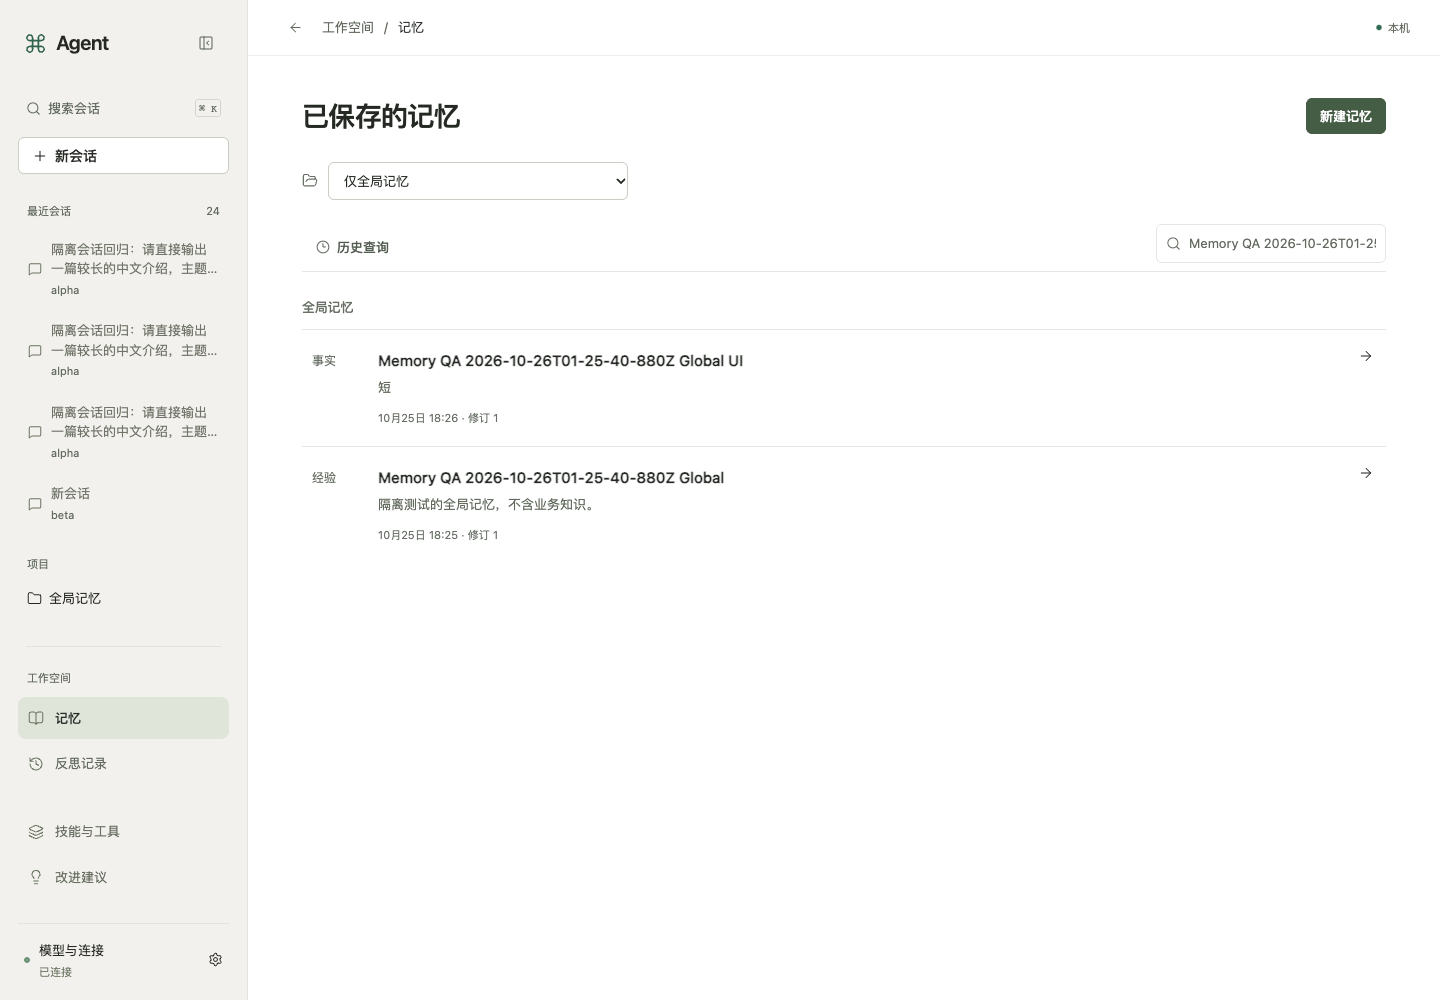 Agent
搜索会话
⌘ K
新会话
最近会话
24
隔离会话回归：请直接输出
一篇较长的中文介绍，主题...
alpha
隔离会话回归：请直接输出
一篇较长的中文介绍，主题...
alpha
隔离会话回归：请直接输出
一篇较长的中文介绍，主题...
alpha
新会话
beta
项目
全局记忆
工作空间
记忆
反思记录
技能与工具
改进建议
模型与连接
已连接
工作空间 / 记忆
本机
已保存的记忆
新建记忆
仅全局记忆
历史查询
Memory QA 2026-10-26T01-25
全局记忆
事实
Memory QA 2026-10-26T01-25-40-880Z Global UI
短
10月25日 18:26 · 修订 1
经验
Memory QA 2026-10-26T01-25-40-880Z Global
隔离测试的全局记忆，不含业务知识。
10月25日 18:25 · 修订 1